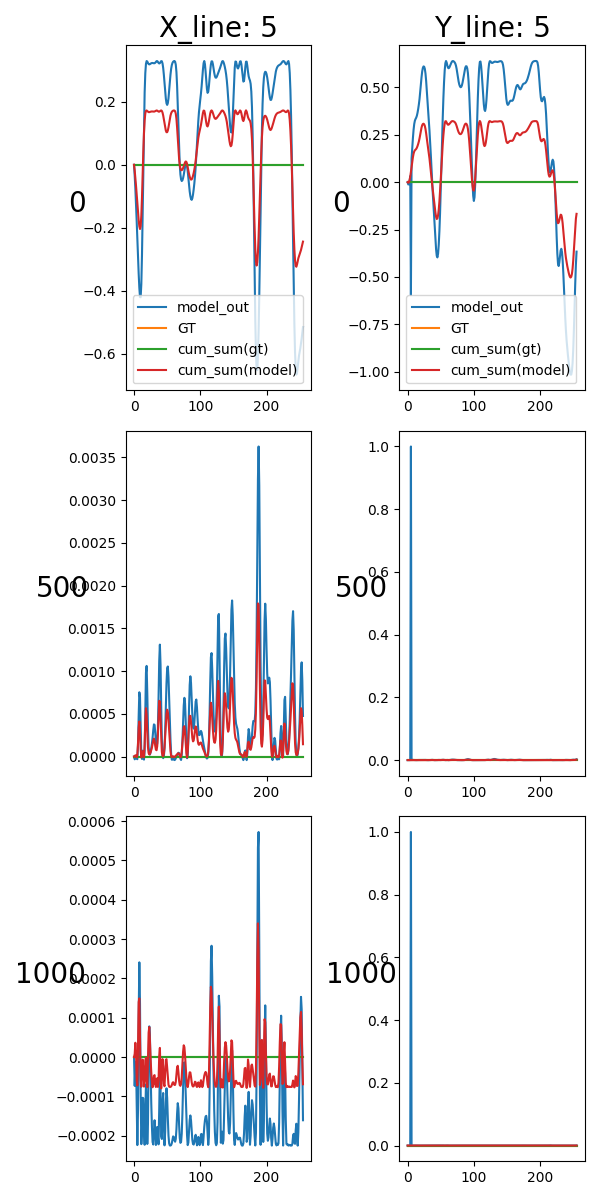 X_line: 5
Y_line: 5
0.2
0.0
−0.2
−0.4
−0.6
0
model_out
GT
cum_sum(gt)
cum_sum(model)
0 100 200
0.50
0.25
0.00
−0.25
−0.50
−0.75
−1.00
0
model_out
GT
cum_sum(gt)
cum_sum(model)
0 100 200
0.0035
0.0030
0.0025
0.0020
0.0015
0.0010
0.0005
0.0000
500
0 100 200
1.0
0.8
0.6
0.4
0.2
0.0
500
0 100 200
0.0006
0.0005
0.0004
0.0003
0.0002
0.0001
0.0000
−0.0001
−0.0002
1000
0 100 200
1.0
0.8
0.6
0.4
0.2
0.0
1000
0 100 200